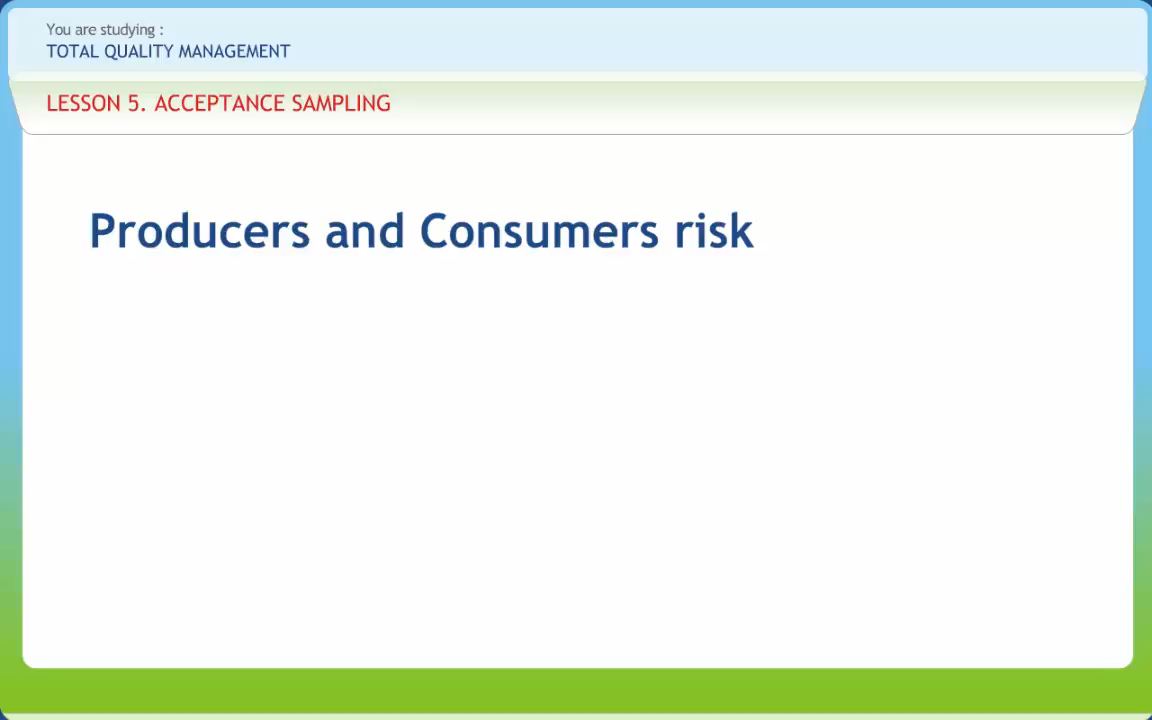 You are studying :
TOTAL QUALITY MANAGEMENT
LESSON 5. ACCEPTANCE SAMPLING
Producers and Consumers risk